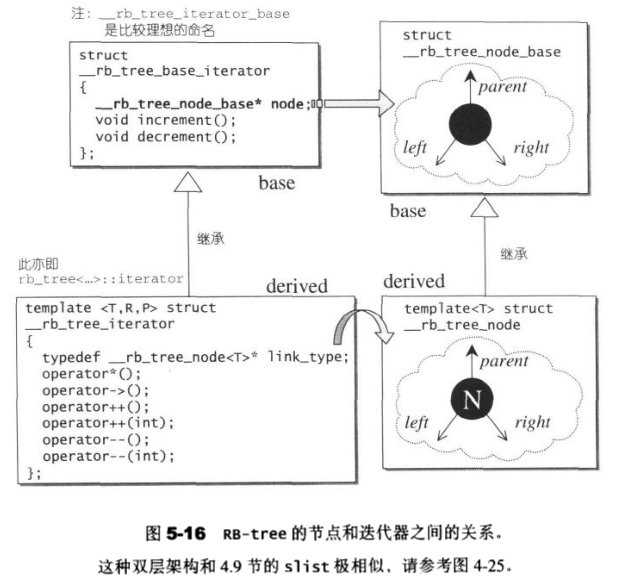 注: __rb_tree_iterator_base
是比较理想的命名
struct
__rb_tree_base_iterator
{
__rb_tree_node_base* node;
void increment();
void decrement();
};
base
struct
__rb_tree_node_base
parent
left
right
base
继承
继承
此亦即
rb_tree<…>::iterator
derived
derived
template <T,R,P> struct
__rb_tree_iterator
{
typedef __rb_tree_node<T>* link_type;
operator*();
operator->();
operator++();
operator++(int);
operator--();
operator--(int);
};
template<T> struct
__rb_tree_node
parent
N
left
right
图 5-16 RB-tree 的节点和迭代器之间的关系。
这种双层架构和 4.9 节的 slist 极相似，请参考图 4-25。